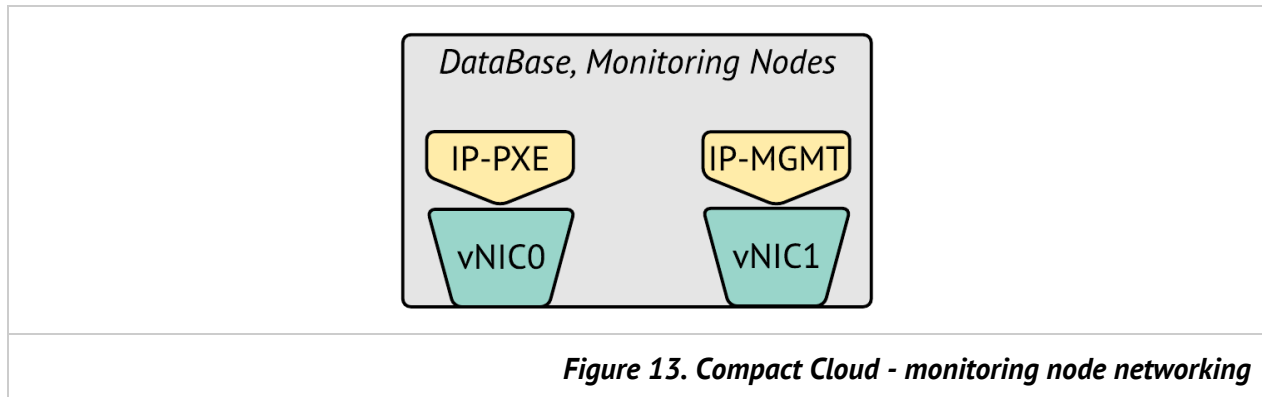 DataBase, Monitoring Nodes
IP-PXE IP-MGMT
vNIC0 vNIC1
Figure 13. Compact Cloud - monitoring node networking